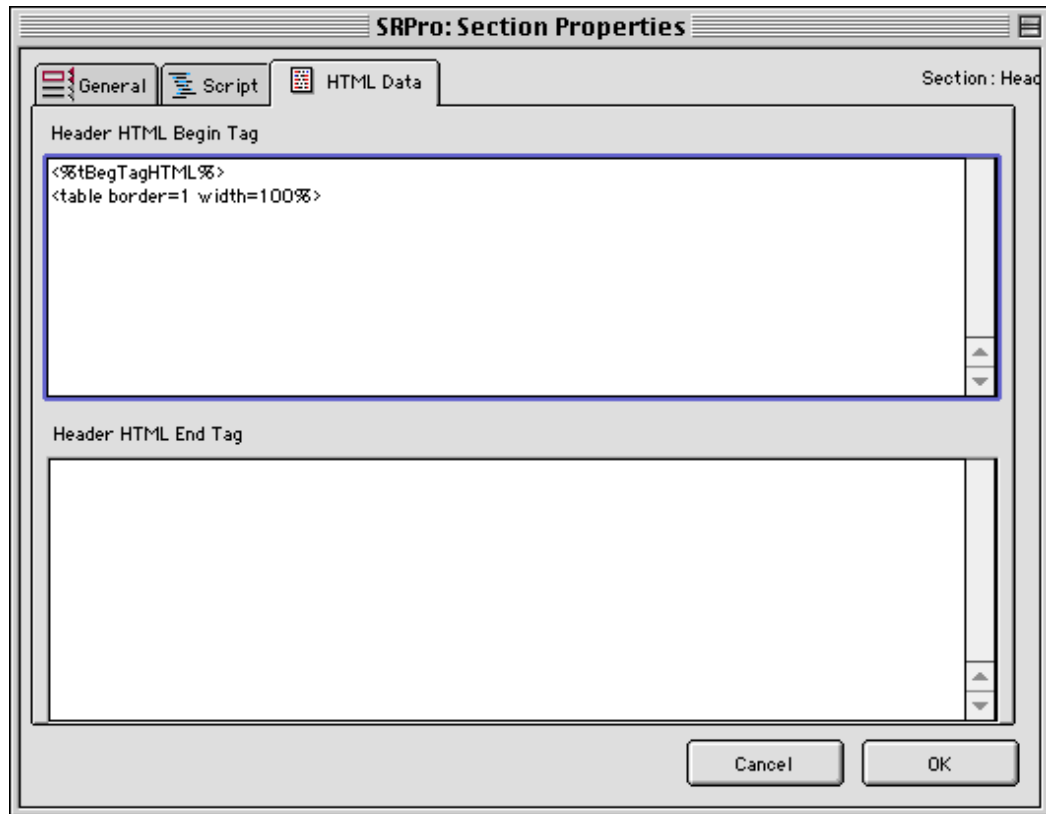 SRPro: Section Properties
General Script HTML Data Section: Head
Header HTML Begin Tag
<%tBegTagHTML%>
<table border=1 width=100%>
Header HTML End Tag
Cancel OK